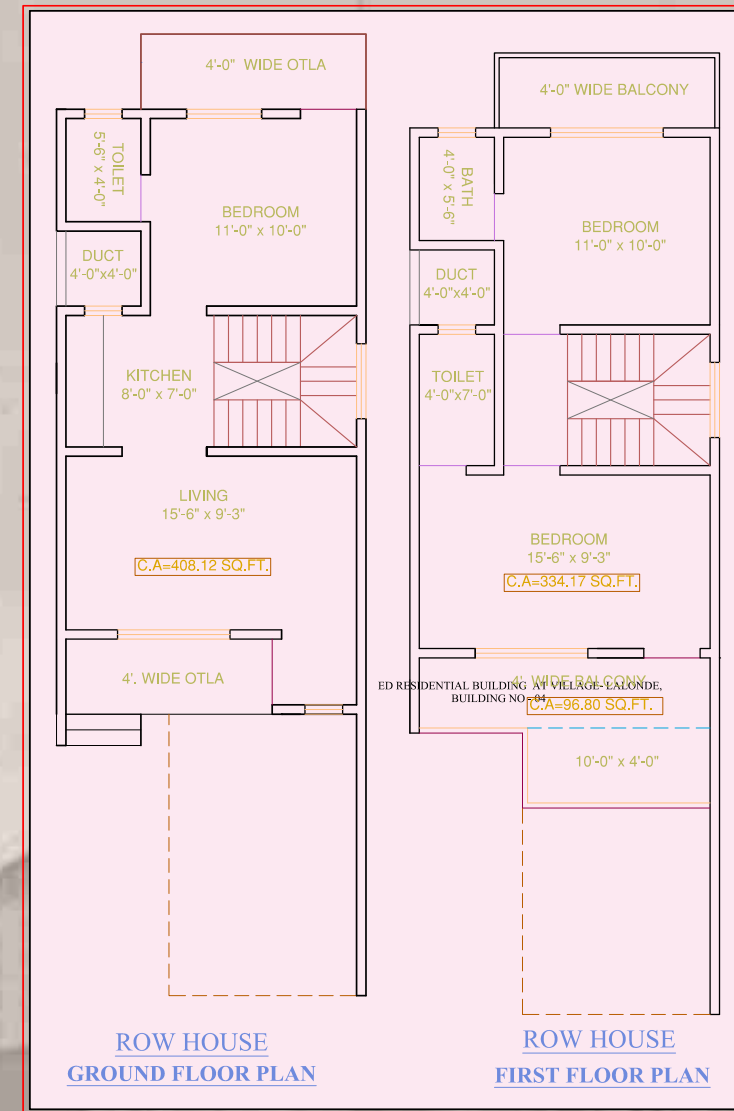 4'-0" WIDE OTLA
TOILET
5'-6" x 4'-0"
BEDROOM
11'-0" x 10'-0"
DUCT
4'-0"x4'-0"
KITCHEN
8'-0" x 7'-0"
LIVING
15'-6" x 9'-3"
C.A=408.12 SQ.FT.
4'. WIDE OTLA
ROW HOUSE
GROUND FLOOR PLAN
4'-0" WIDE BALCONY
BATH
4'-0" x 5'-6"
BEDROOM
11'-0" x 10'-0"
DUCT
4'-0"x4'-0"
TOILET
4'-0"x7'-0"
BEDROOM
15'-6" x 9'-3"
C.A=334.17 SQ.FT.
4'. WIDE BALCONY
ED RESIDENTIAL BUILDING AT VILLAGE- LALONDE,
BUILDING NO - 04
C.A=96.80 SQ.FT.
10'-0" x 4'-0"
ROW HOUSE
FIRST FLOOR PLAN